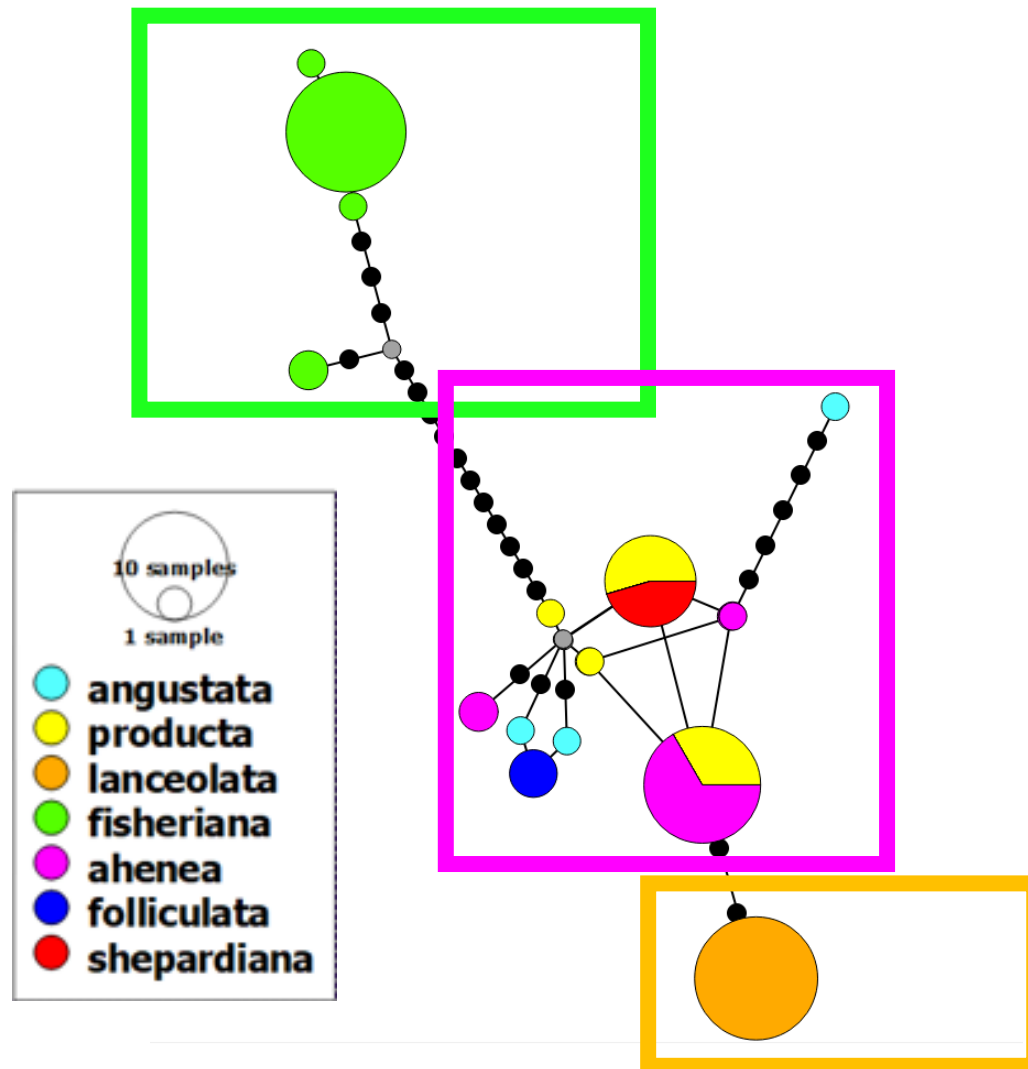 10 samples
1 sample
angustata
producta
lanceolata
fisheriana
ahenea
folliculata
shepardiana